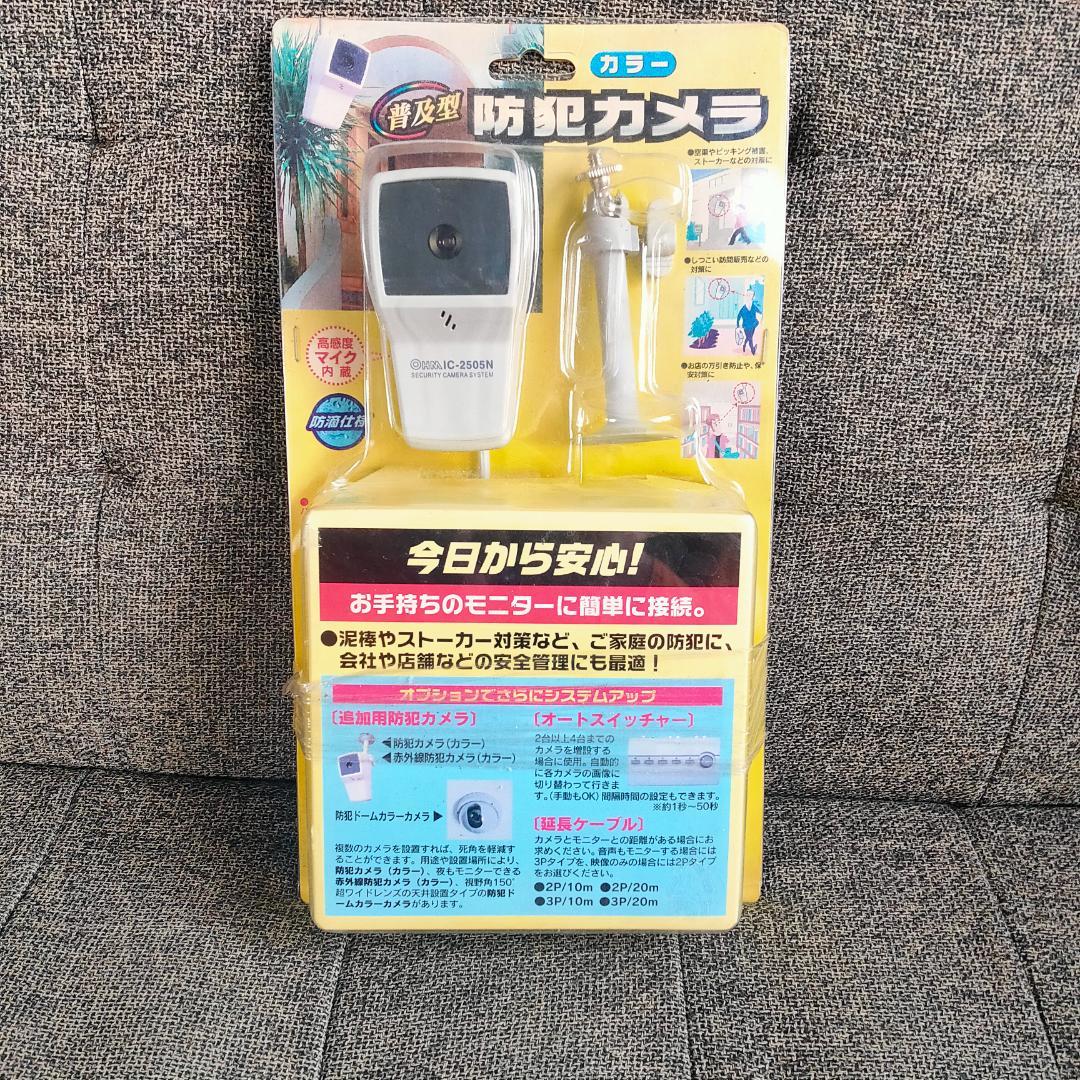 カラー
普及型
防犯カメラ
●空巣やピッキング被害、
ストーカーなどの対策に
●しつこい訪問販売などの
対策に
●お店の万引き防止や、保
安対策に
高感度
マイク
内蔵
防滴仕様
OHM IC-2505N
SECURITY CAMERA SYSTEM
今日から安心!
お手持ちのモニターに簡単に接続。
●泥棒やストーカー対策など、ご家庭の防犯に、
会社や店舗などの安全管理にも最適！
オプションでさらにシステムアップ
〔追加用防犯カメラ〕
◀防犯カメラ(カラー)
◀赤外線防犯カメラ(カラー)
防犯ドームカラーカメラ▶
複数のカメラを設置すれば、死角を軽減す
ることができます。用途や設置場所により、
防犯カメラ（カラー）、夜もモニターできる
赤外線防犯カメラ（カラー）、視野角150°
超ワイドレンズの天井設置タイプの防犯ド
ームカラーカメラがあります。
〔オートスイッチャー〕
2台以上4台までの
カメラを増設する
場合に使用。自動的
に各カメラの画像に
切り替わって行きま
す。(手動もOK)間隔時間の設定もできます。
※約1秒～50秒
〔延長ケーブル〕
カメラとモニターとの距離がある場合にお
求めください。音声もモニターする場合には
3Pタイプを、映像のみの場合には2Pタイプ
をお選びください。
●2P/10m ●2P/20m
●3P/10m ●3P/20m